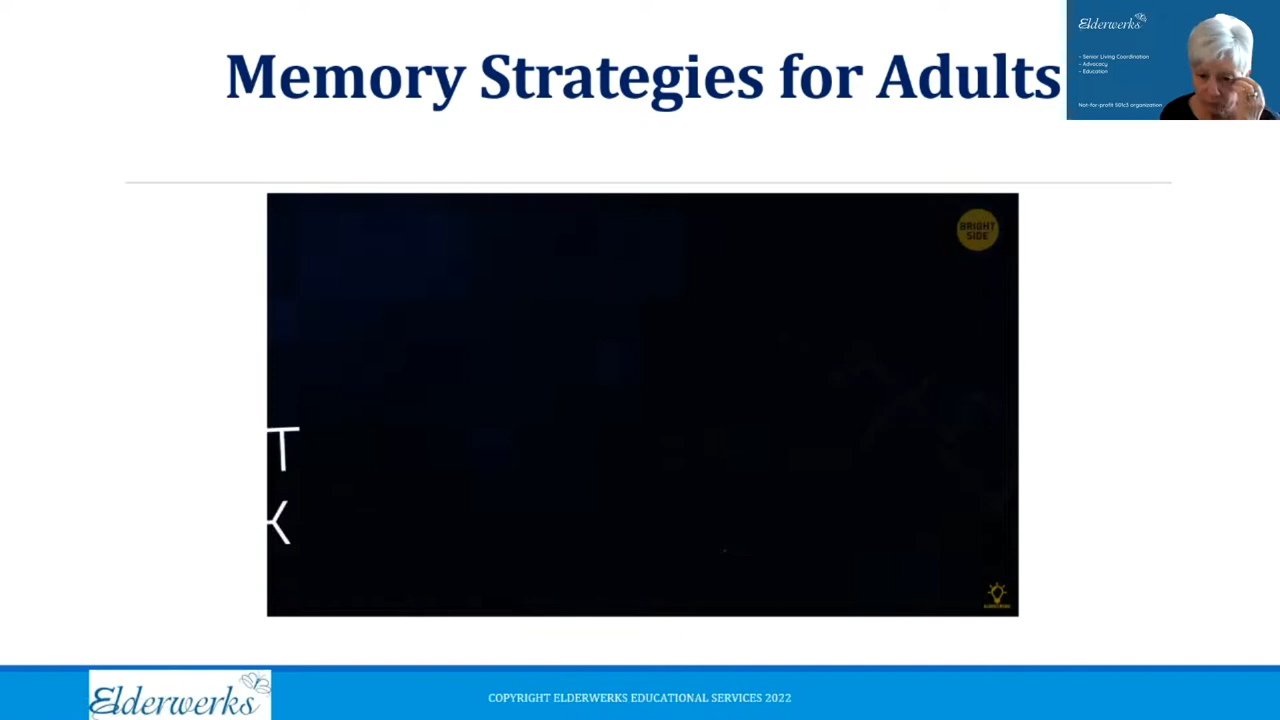 Memory Strategies for Adults
Elderwerks
- Senior Living Coordination
- Advocacy
- Education
Not-for-profit 501c3 organization
BRIGHT
SIDE
T
K
Elderwerks
COPYRIGHT ELDERWERKS EDUCATIONAL SERVICES 2022